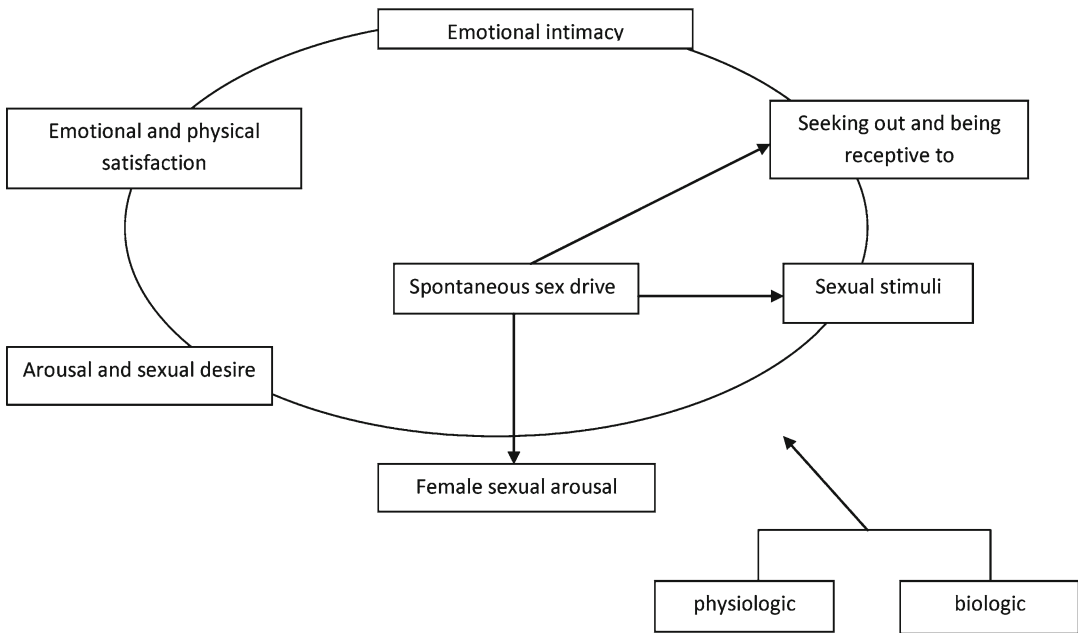 Emotional intimacy
Seeking out and being
receptive to
Emotional and physical
satisfaction
Spontaneous sex drive
Sexual stimuli
Arousal and sexual desire
Female sexual arousal
physiologic
biologic